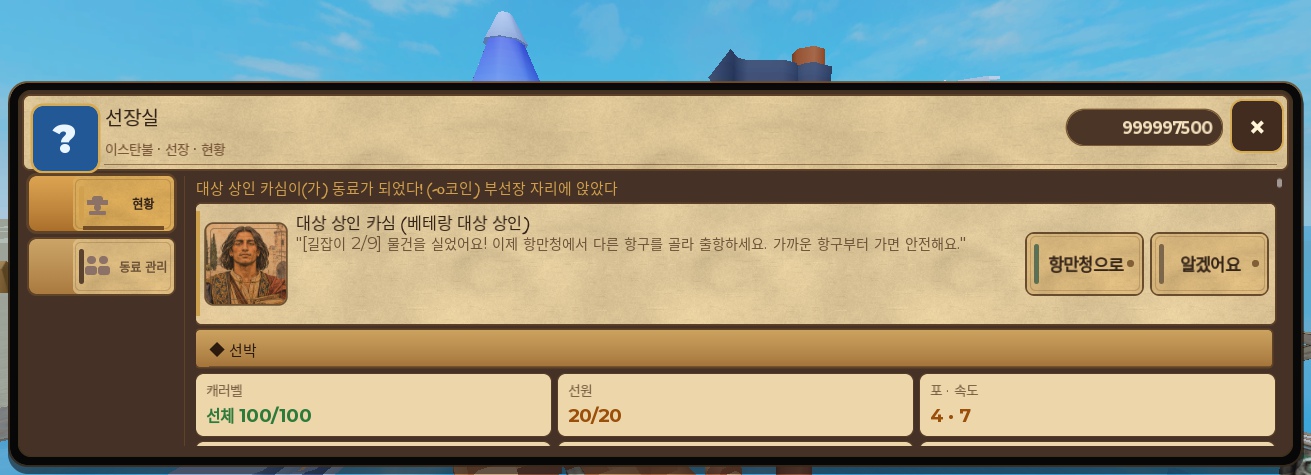 ?
선장실
이스탄불 · 선장 · 현황
999997500
×
현황
동료 관리
대상 상인 카심이(가) 동료가 되었다! (-0코인) 부선장 자리에 앉았다
대상 상인 카심 (베테랑 대상 상인)
"[길잡이 2/9] 물건을 실었어요! 이제 항만청에서 다른 항구를 골라 출항하세요. 가까운 항구부터 가면 안전해요."
항만청으로
알겠어요
◆ 선박
캐러벨
선체 100/100
선원
20/20
포 · 속도
4 · 7